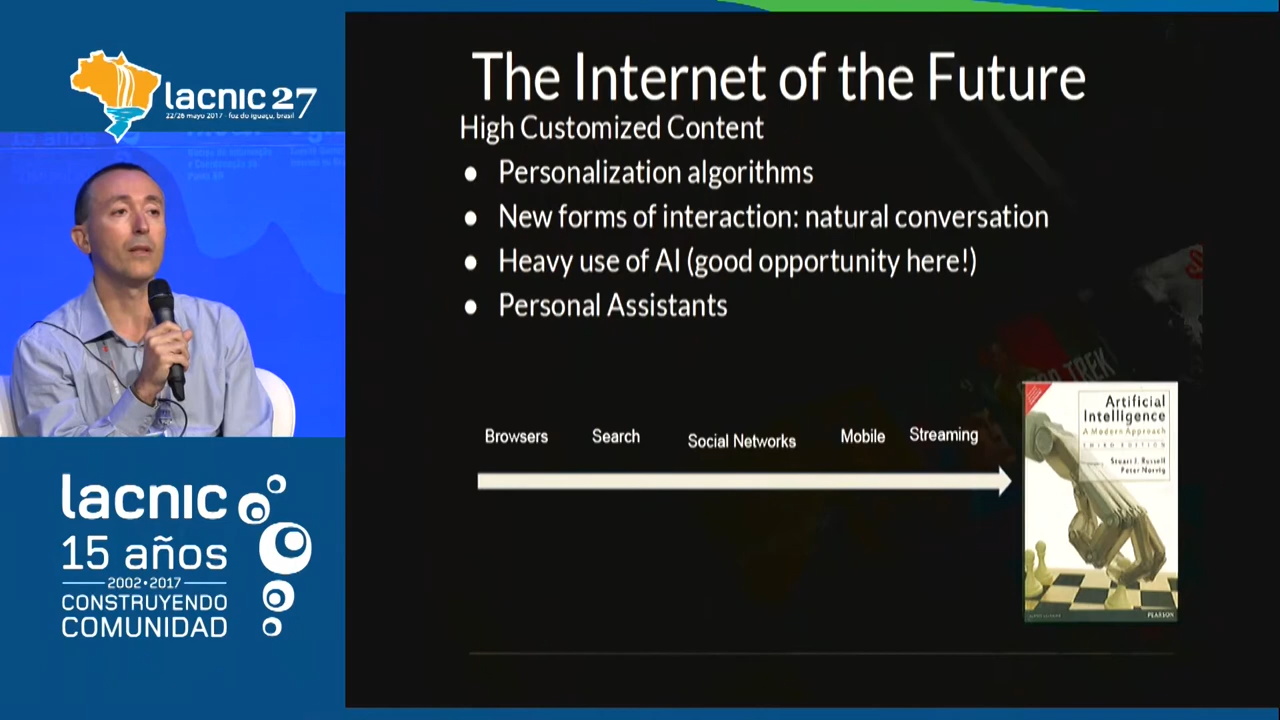 lacnic 27
22/26 mayo 2017 - foz do iguaçu, brasil
15 años
lacnic
15 años
2002•2017
CONSTRUYENDO
COMUNIDAD
The Internet of the Future
High Customized Content
● Personalization algorithms
● New forms of interaction: natural conversation
● Heavy use of AI (good opportunity here!)
● Personal Assistants
TREK
Browsers Search Social Networks Mobile Streaming
Artificial
Intelligence
A Modern Approach
THIRD EDITION
Stuart J. Russell
Peter Norvig
PEARSON